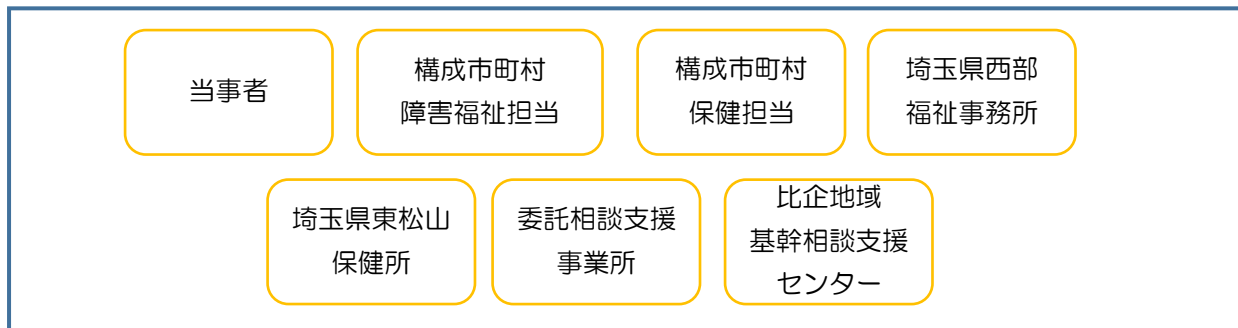 当事者
構成市町村
障害福祉担当
構成市町村
保健担当
埼玉県西部
福祉事務所
埼玉県東松山
保健所
委託相談支援
事業所
比企地域
基幹相談支援
センター